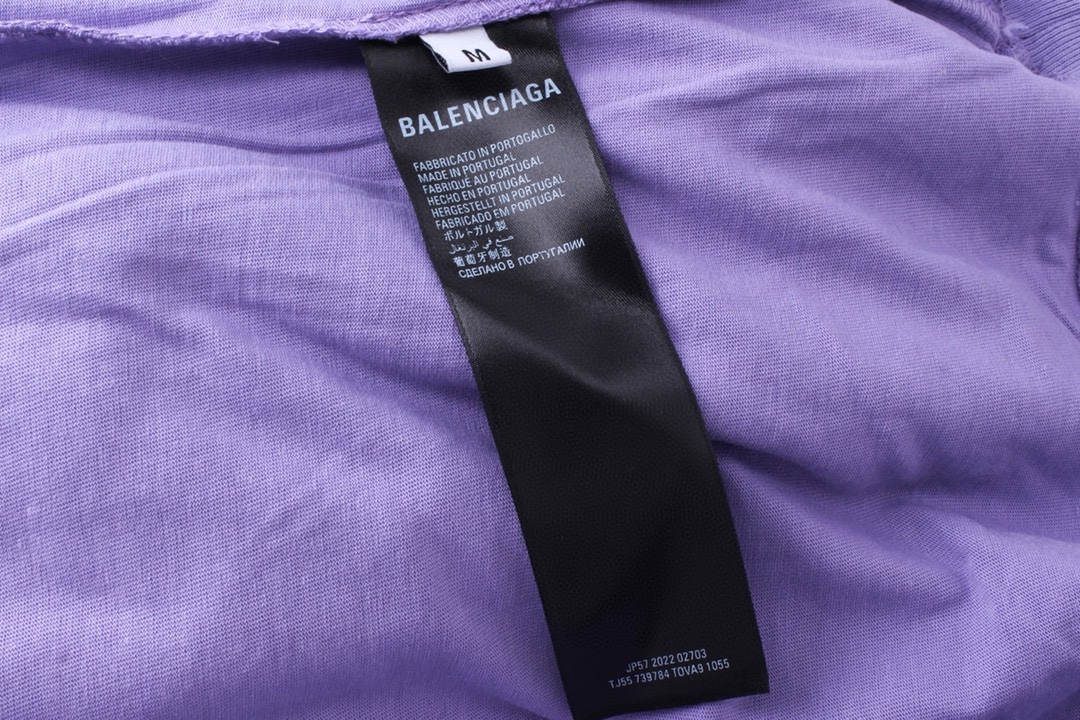 M
BALENCIAGA
FABBRICATO IN PORTOGALLO
MADE IN PORTUGAL
FABRIQUÉ AU PORTUGAL
HECHO EN PORTUGAL
HERGESTELLT IN PORTUGAL
FABRICADO EM PORTUGAL
ポルトガル製
صنع في البرتغال
葡萄牙制造
СДЕЛАНО В ПОРТУГАЛИИ
JP57 2022 02703
TJ55 739784 TOVA9 1055